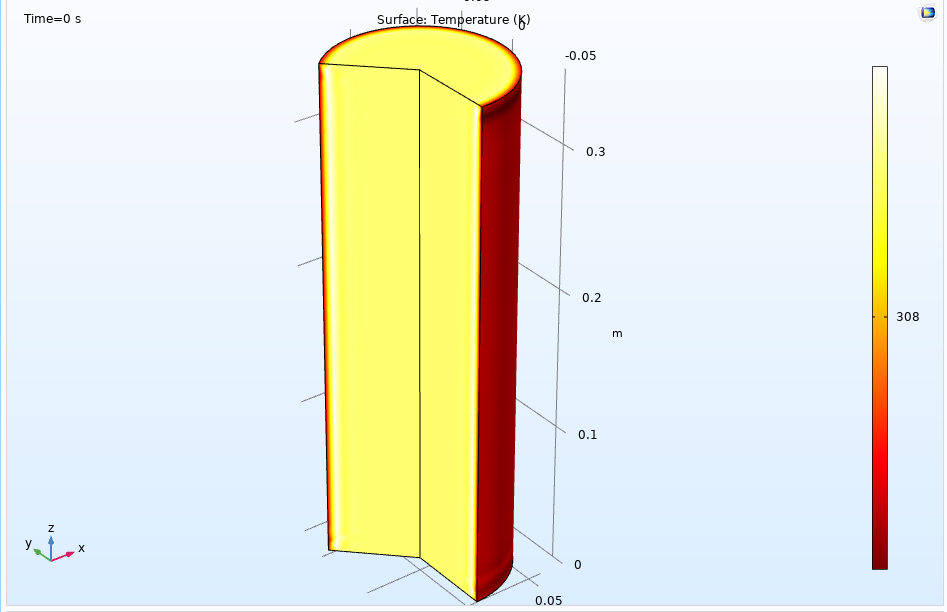 Time=0 s
Surface: Temperature (K)
0
-0.05
0.3
0.2
m
308
0.1
z
y
x
0
0.05